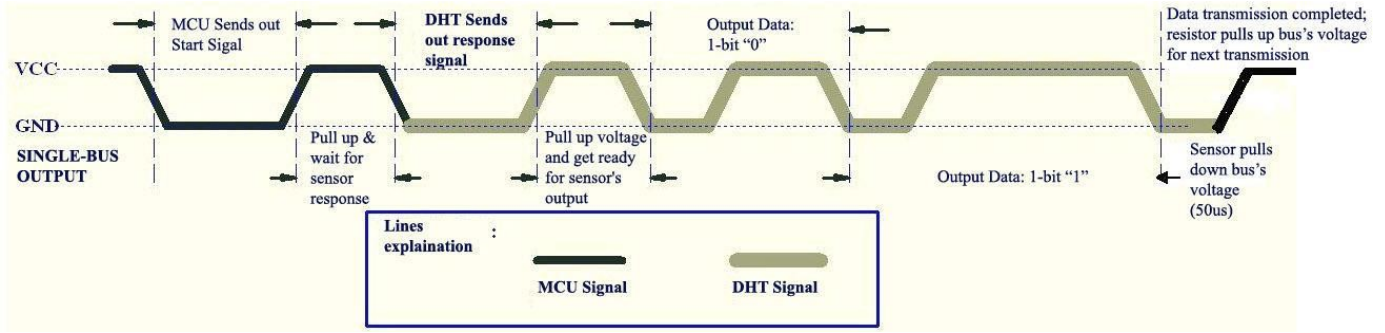 MCU Sends out
Start Sigal
DHT Sends
out response
signal
Output Data:
1-bit “0”
Data transmission completed;
resistor pulls up bus’s voltage
for next transmission
VCC
GND
SINGLE-BUS
OUTPUT
Pull up &
wait for
sensor
response
Pull up voltage
and get ready
for sensor's
output
Output Data: 1-bit “1”
Sensor pulls
down bus’s
voltage
(50us)
Lines :
explaination
MCU Signal
DHT Signal